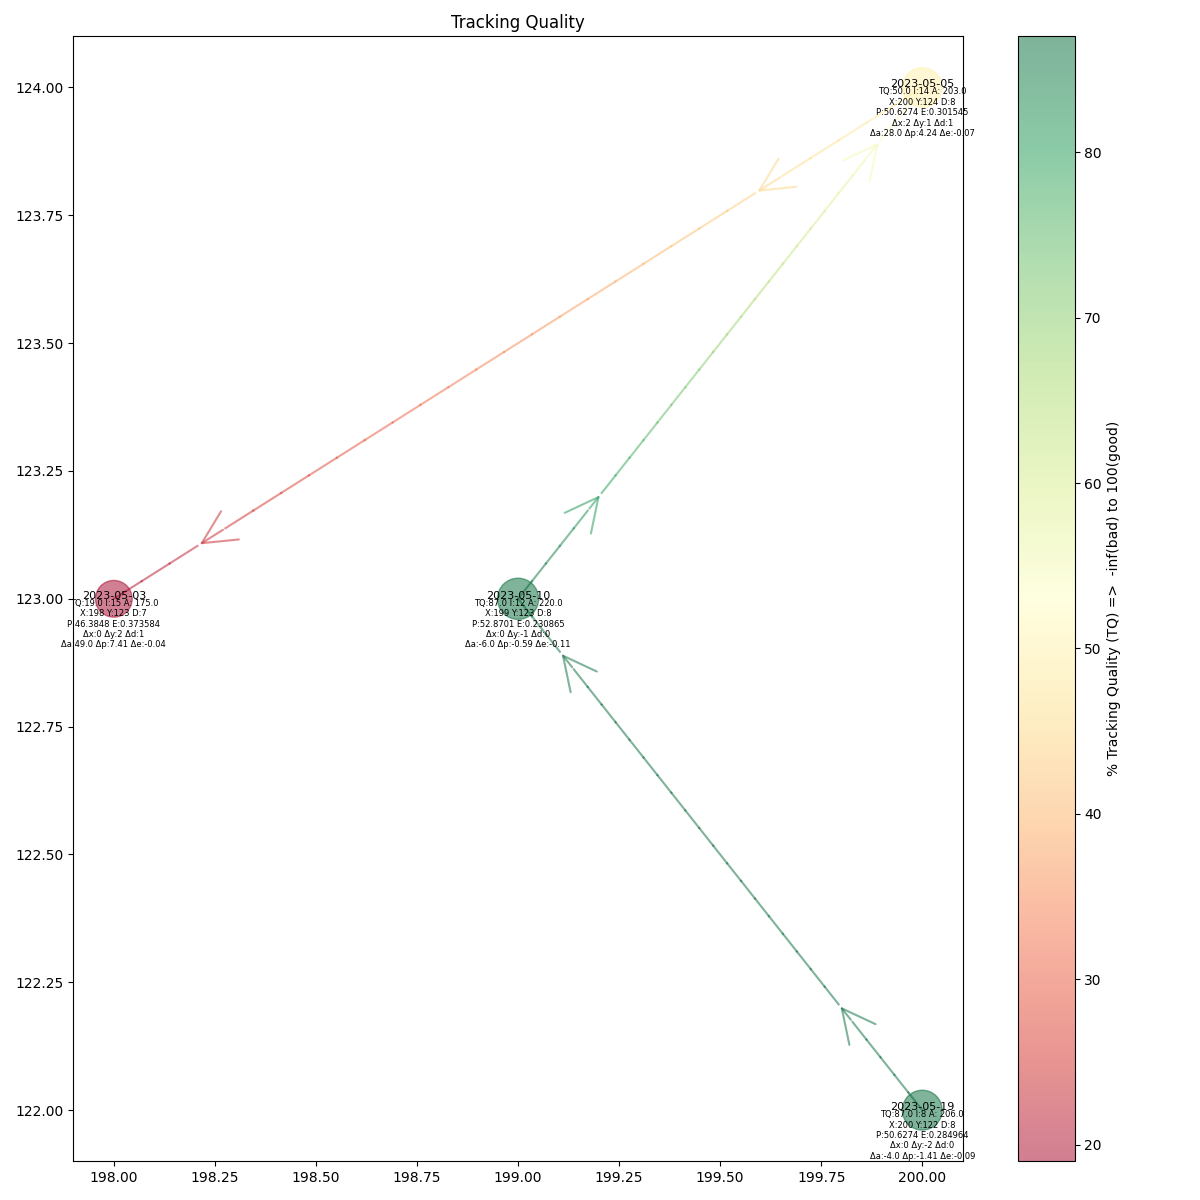 Tracking Quality
124.00
123.75
123.50
123.25
123.00
122.75
122.50
122.25
122.00
2023-05-05
TQ:50.0 I:14 A: 203.0
X:200 Y:124 D:8
P:50.6274 E:0.301545
Δx:2 Δy:1 Δd:1
Δa:28.0 Δp:4.24 Δe:-0.07
2023-05-03
TQ:19.0 I:15 A: 175.0
X:198 Y:123 D:7
P:46.3848 E:0.373584
Δx:0 Δy:2 Δd:1
Δa:49.0 Δp:7.41 Δe:-0.04
2023-05-10
TQ:87.0 I:12 A: 220.0
X:199 Y:123 D:8
P:52.8701 E:0.230865
Δx:0 Δy:-1 Δd:0
Δa:-6.0 Δp:-0.59 Δe:-0.11
2023-05-19
TQ:87.0 I:8 A: 206.0
X:200 Y:122 D:8
P:50.6274 E:0.284964
Δx:0 Δy:-2 Δd:0
Δa:-4.0 Δp:-1.41 Δe:-0.09
198.00 198.25 198.50 198.75 199.00 199.25 199.50 199.75 200.00
80
70
60
50
40
30
20
% Tracking Quality (TQ) => -inf(bad) to 100(good)